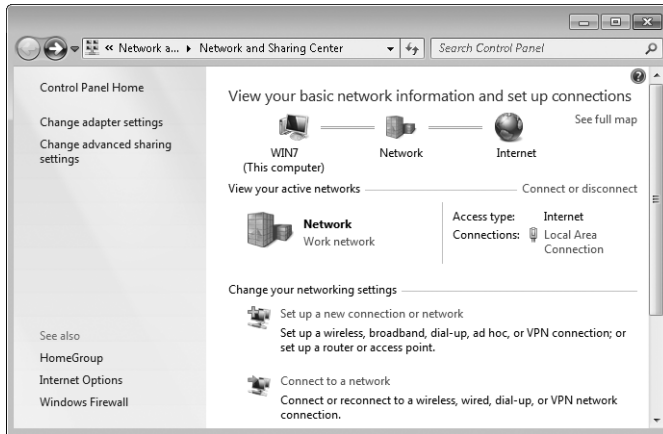 « Network a... ▸ Network and Sharing Center
Search Control Panel
Control Panel Home
Change adapter settings
Change advanced sharing
settings
See also
HomeGroup
Internet Options
Windows Firewall
View your basic network information and set up connections
See full map
WIN7
(This computer)
Network
Internet
View your active networks
Connect or disconnect
Network
Work network
Access type: Internet
Connections: Local Area
Connection
Change your networking settings
Set up a new connection or network
Set up a wireless, broadband, dial-up, ad hoc, or VPN connection; or
set up a router or access point.
Connect to a network
Connect or reconnect to a wireless, wired, dial-up, or VPN network
connection.